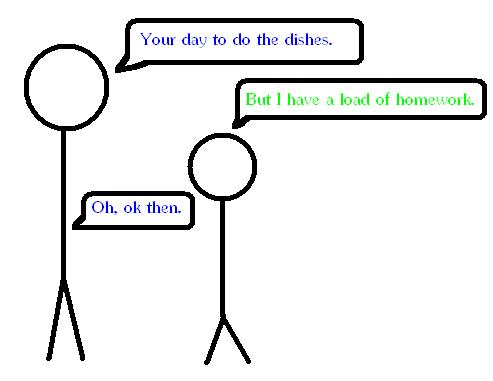 Your day to do the dishes.
But I have a load of homework.
Oh, ok then.